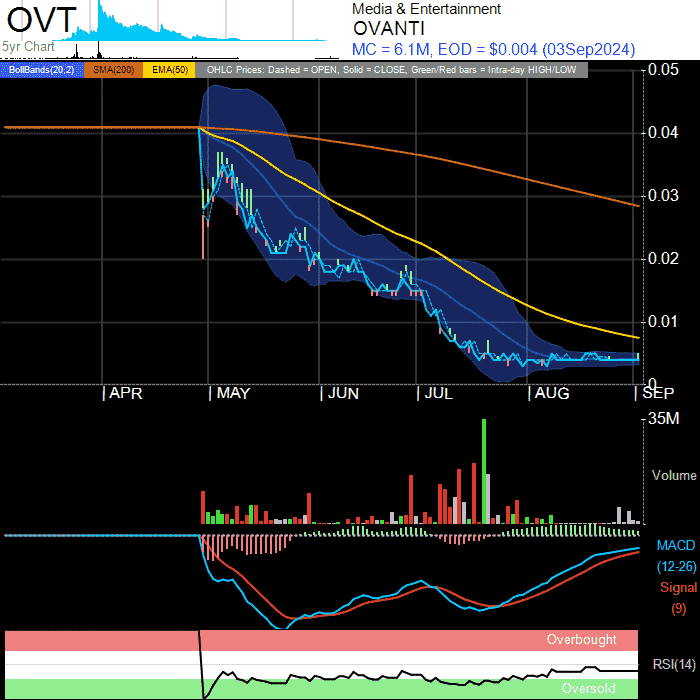 OVT
Media & Entertainment
OVANTI
5yr Chart
MC = 6.1M, EOD = $0.004 (03Sep2024)
BollBands(20,2) SMA(200) EMA(50) OHLC Prices: Dashed = OPEN, Solid = CLOSE, Green/Red bars = Intra-day HIGH/LOW
0.05
0.04
0.03
0.02
0.01
0
APR MAY JUN JUL AUG SEP
35M
Volume
MACD
(12-26)
Signal
(9)
Overbought
RSI(14)
Oversold